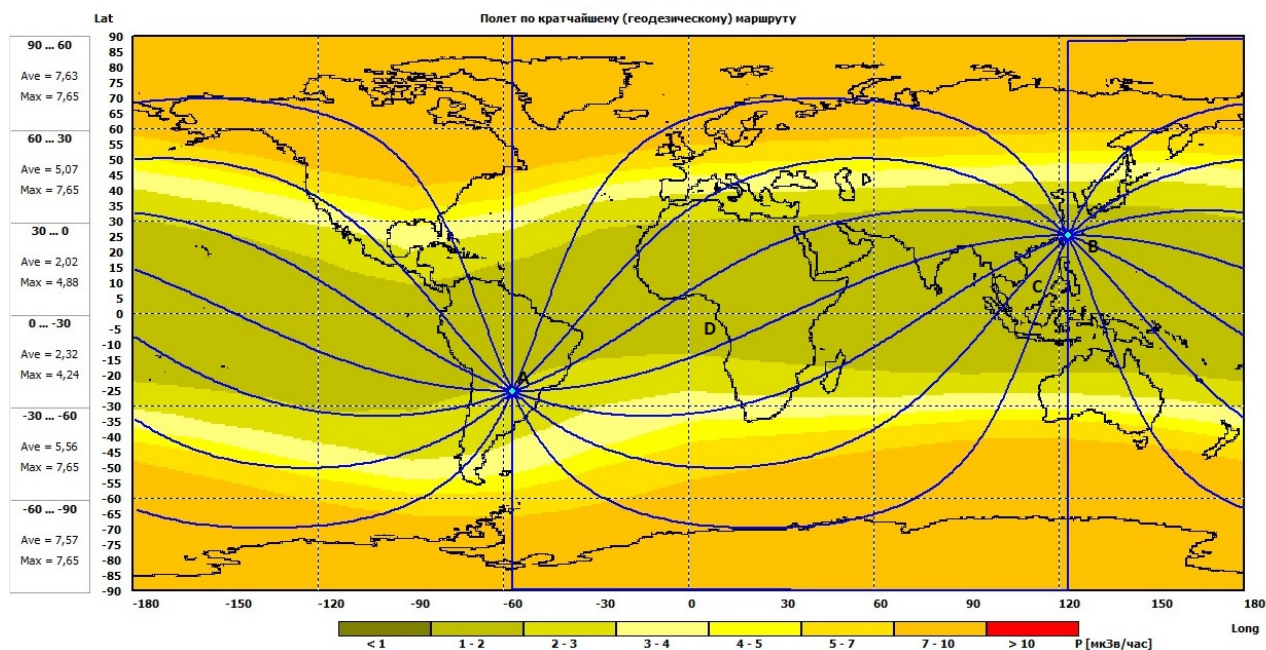 Lat
Полет по кратчайшему (геодезическому) маршруту
90 ... 60
Ave = 7,63
Max = 7,65
60 ... 30
Ave = 5,07
Max = 7,65
30 ... 0
Ave = 2,02
Max = 4,88
0 ... -30
Ave = 2,32
Max = 4,24
-30 ... -60
Ave = 5,56
Max = 7,65
-60 ... -90
Ave = 7,57
Max = 7,65
90
85
80
75
70
65
60
55
50
45
40
35
30
25
20
15
10
5
0
-5
-10
-15
-20
-25
-30
-35
-40
-45
-50
-55
-60
-65
-70
-75
-80
-85
-90
B
C
D
A
-180 -150 -120 -90 -60 -30 0 30 60 90 120 150 180
Long
< 1 1 - 2 2 - 3 3 - 4 4 - 5 5 - 7 7 - 10 > 10 P [мкЗв/час]